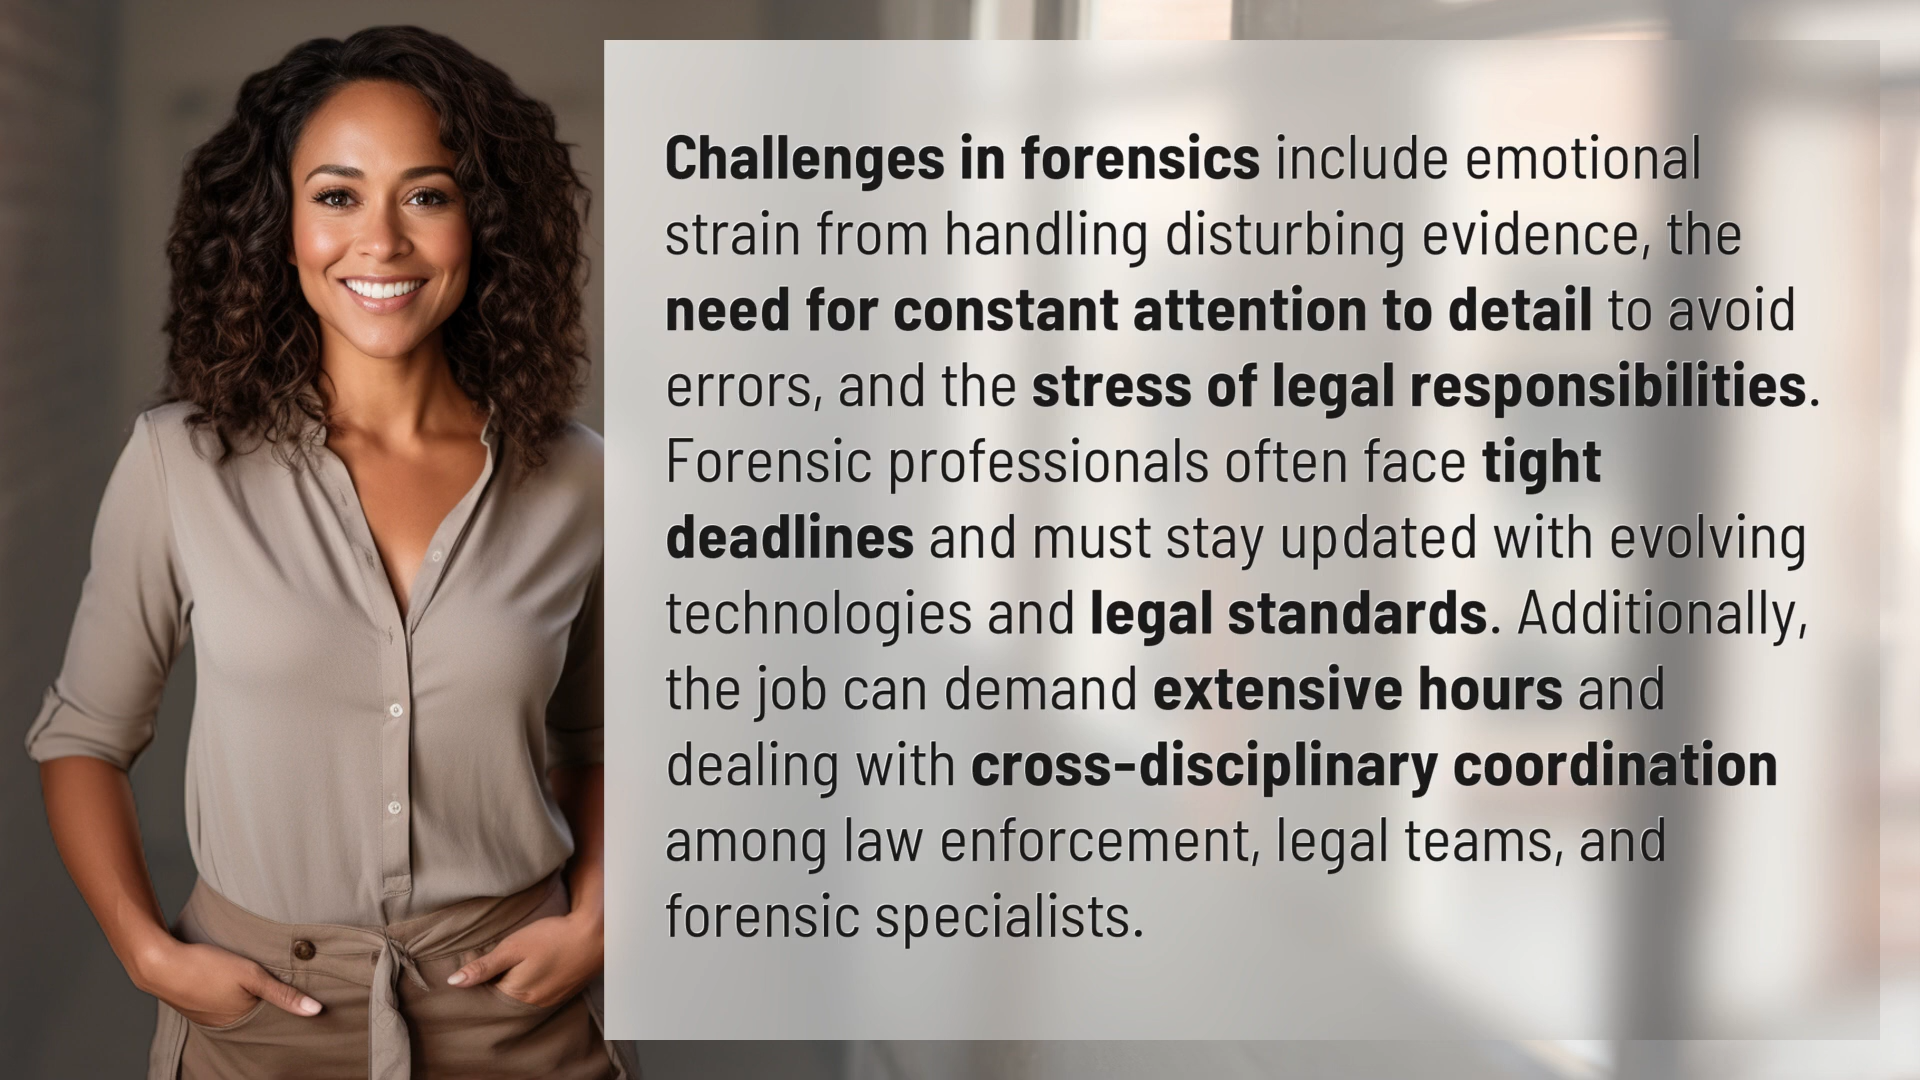 Challenges in forensics include emotional
strain from handling disturbing evidence, the
need for constant attention to detail to avoid
errors, and the stress of legal responsibilities.
Forensic professionals often face tight
deadlines and must stay updated with evolving
technologies and legal standards. Additionally,
the job can demand extensive hours and
dealing with cross-disciplinary coordination
among law enforcement, legal teams, and
forensic specialists.